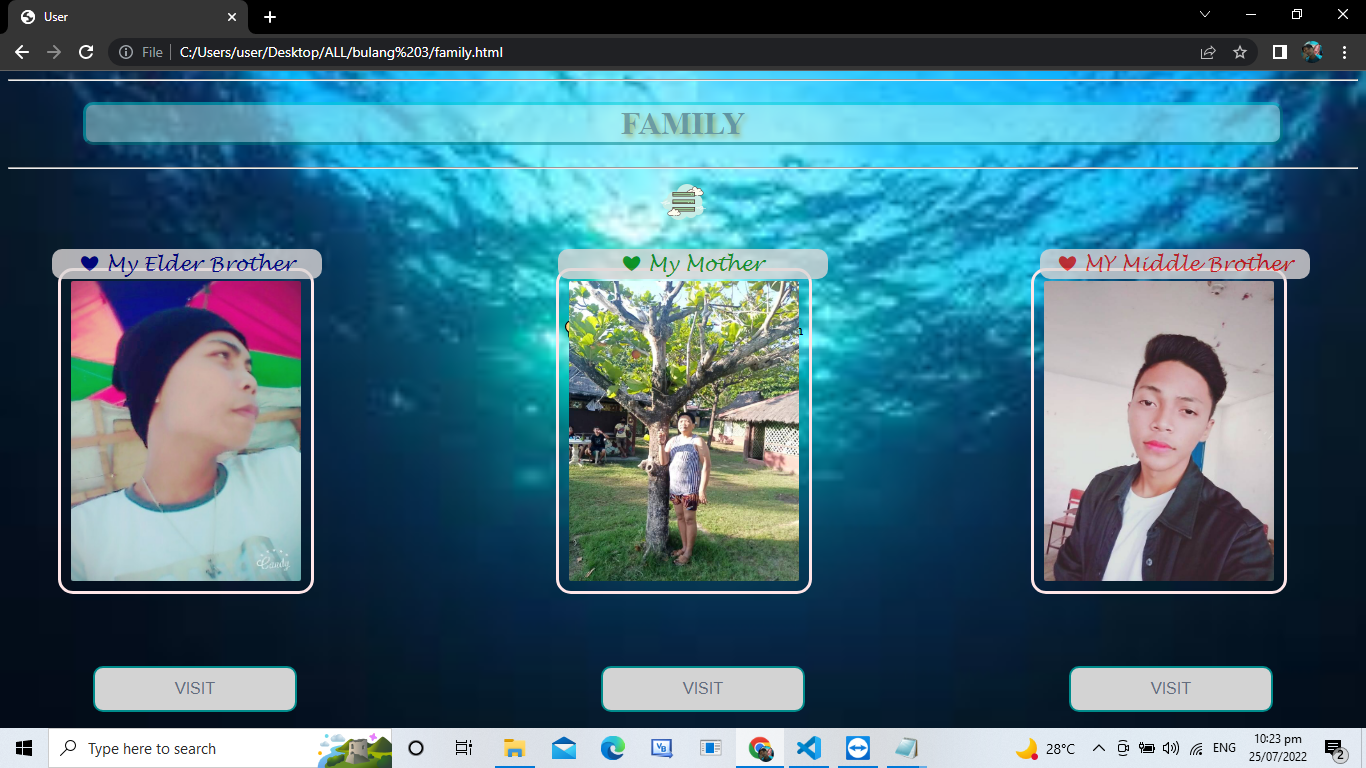 User
File
C:/Users/user/Desktop/ALL/bulang%203/family.html
FAMILY
My Elder Brother
My Mother
MY Middle Brother
Candy
VISIT
VISIT
VISIT
Type here to search
VB
28°C
ENG
10:23 pm
25/07/2022
2